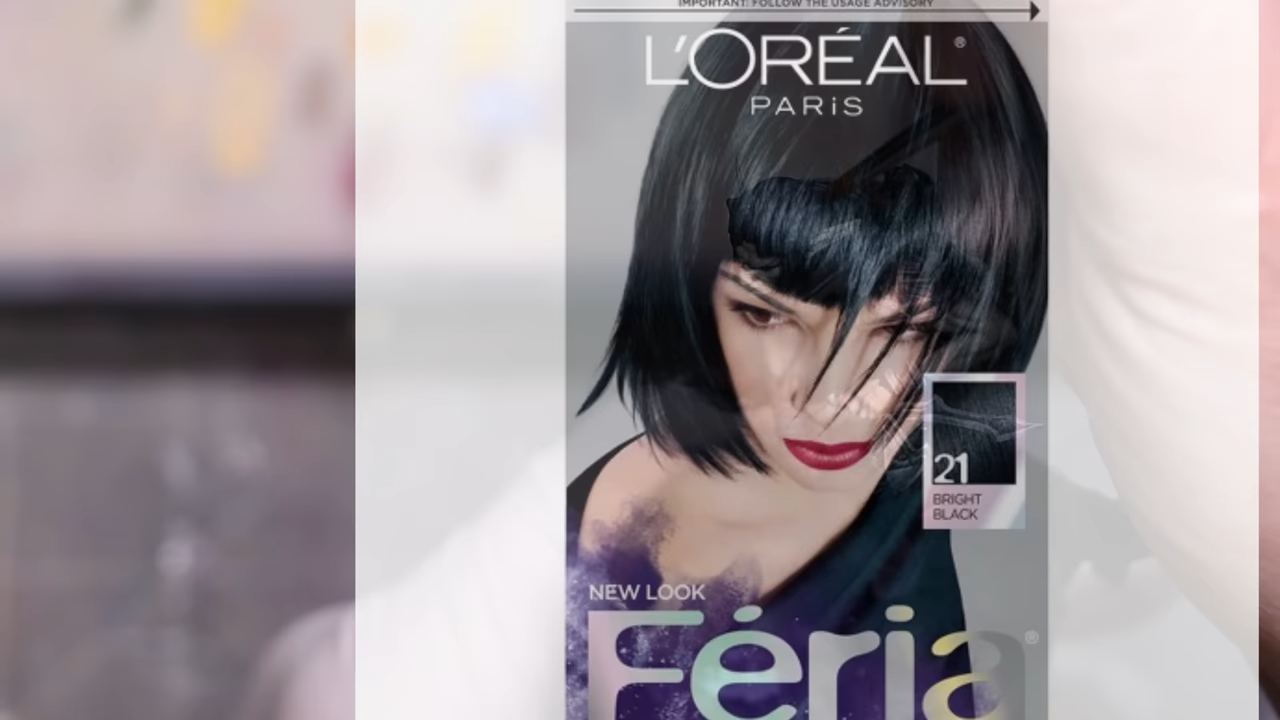 IMPORTANT: FOLLOW THE USAGE ADVISORY
L'ORÉAL®
PARiS
21
BRIGHT
BLACK
NEW LOOK
Féria®